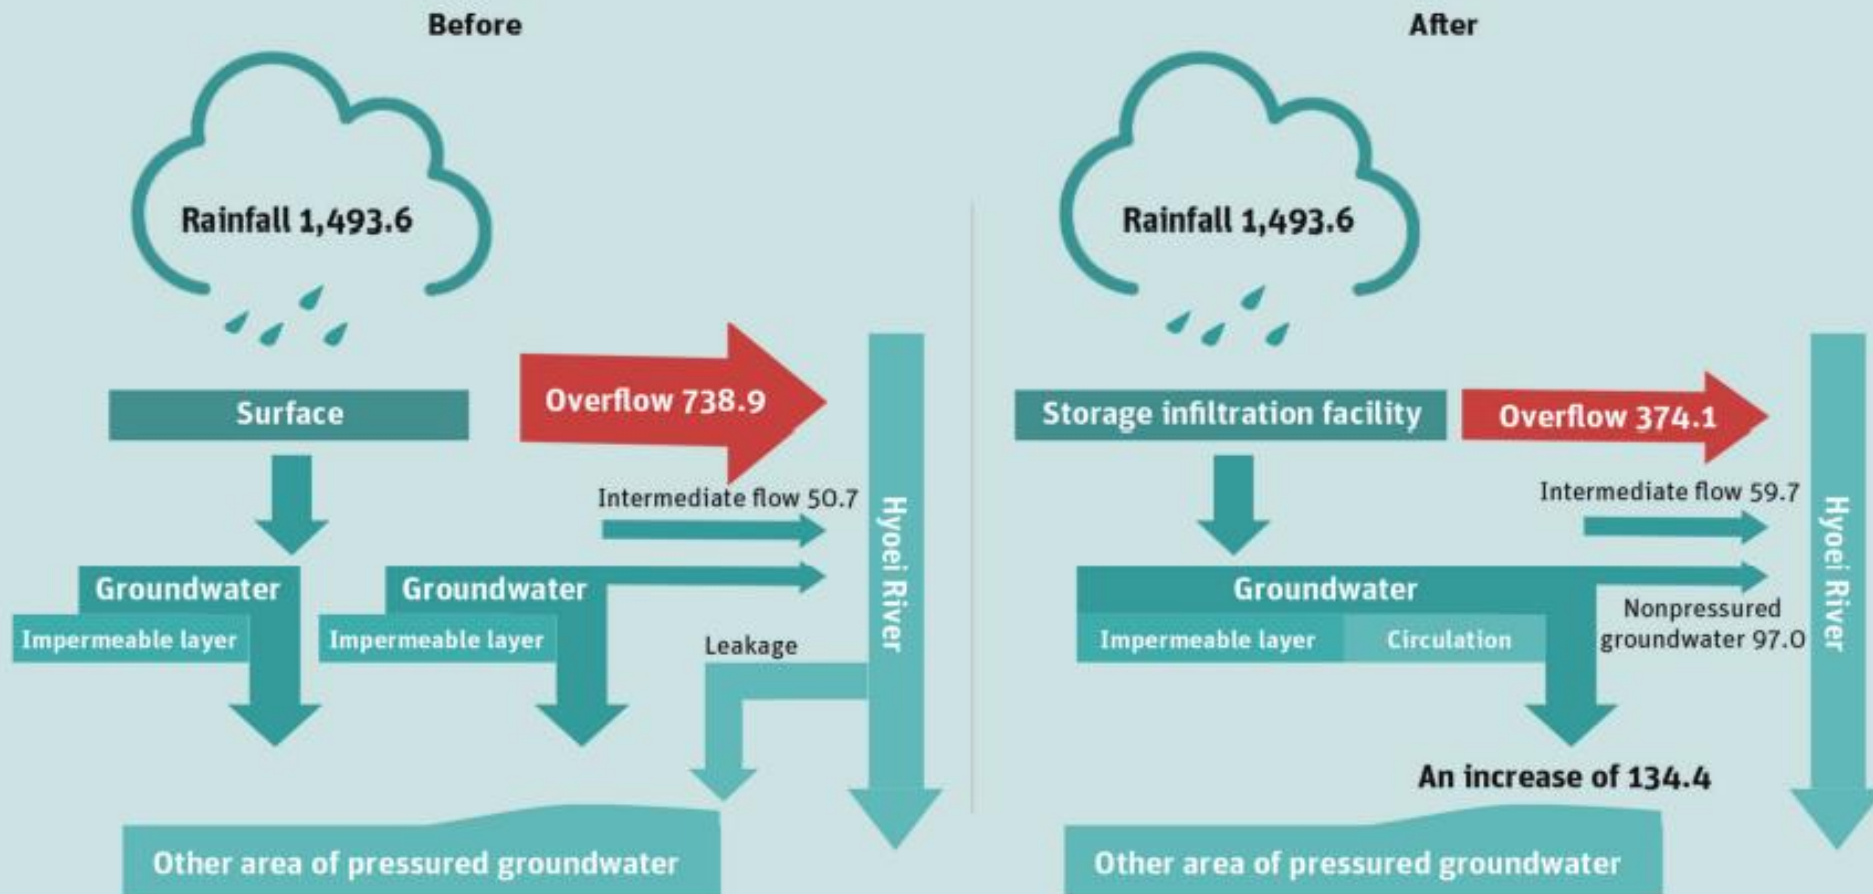 Before
Rainfall 1,493.6
Surface
Overflow 738.9
Intermediate flow 50.7
Groundwater
Impermeable layer
Groundwater
Impermeable layer
Leakage
Hyoei River
Other area of pressured groundwater
After
Rainfall 1,493.6
Storage infiltration facility
Overflow 374.1
Intermediate flow 59.7
Groundwater
Impermeable layer
Circulation
Nonpressured
groundwater 97.0
Hyoei River
An increase of 134.4
Other area of pressured groundwater